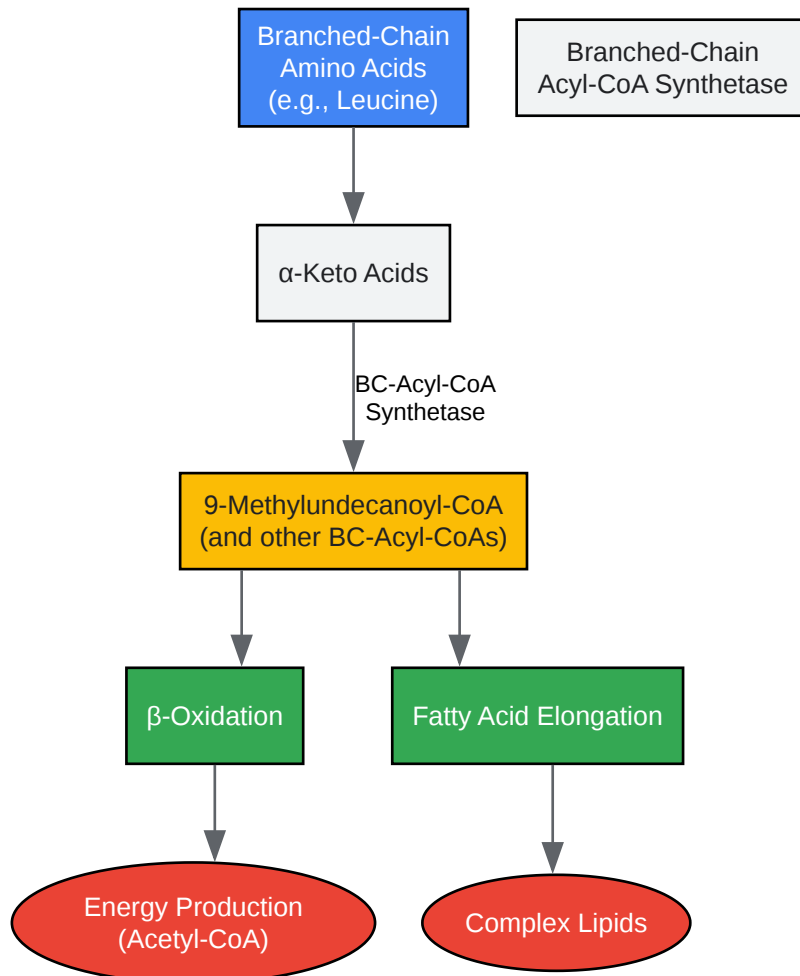 Branched-Chain
Amino Acids
(e.g., Leucine)
Branched-Chain
Acyl-CoA Synthetase
α-Keto Acids
BC-Acyl-CoA
Synthetase
9-Methylundecanoyl-CoA
(and other BC-Acyl-CoAs)
β-Oxidation
Fatty Acid Elongation
Energy Production
(Acetyl-CoA)
Complex Lipids